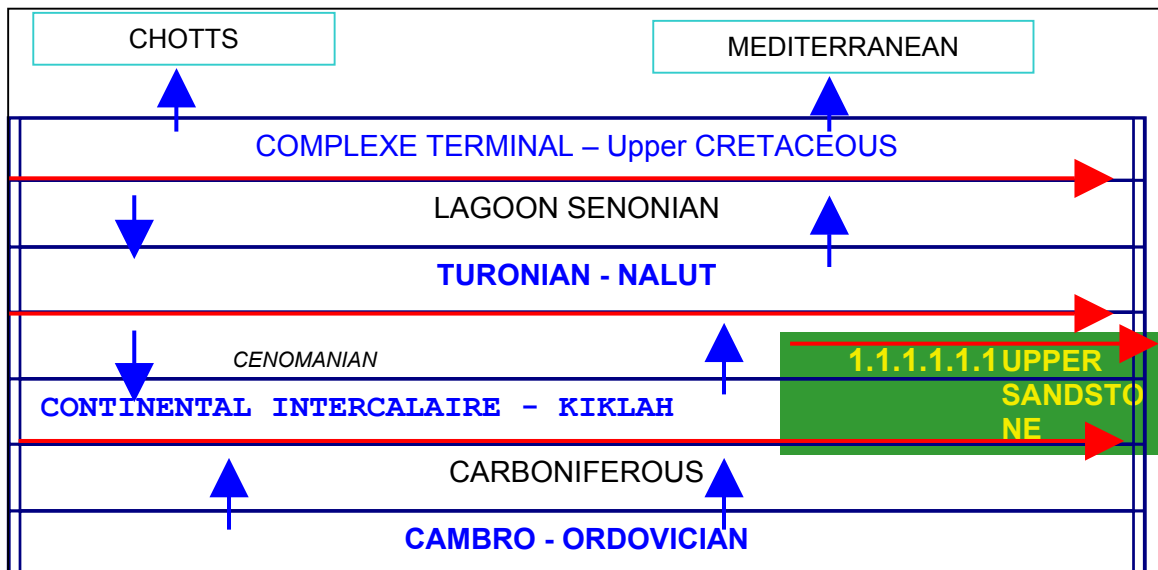 CHOTTS
MEDITERRANEAN
COMPLEXE TERMINAL – Upper CRETACEOUS
LAGOON SENONIAN
TURONIAN - NALUT
CENOMANIAN
1.1.1.1.1.1 UPPER
SANDSTO
NE
CONTINENTAL INTERCALAIRE - KIKLAH
CARBONIFEROUS
CAMBRO - ORDOVICIAN